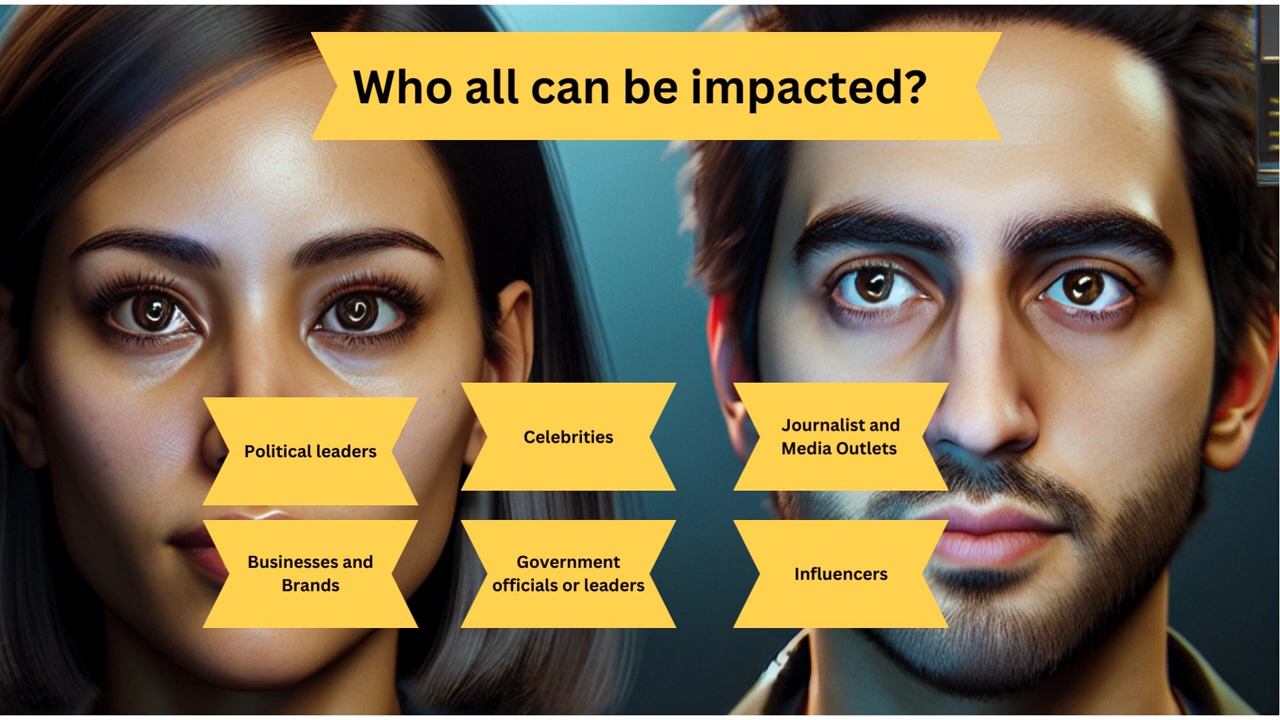 Who all can be impacted?
Political leaders
Celebrities
Journalist and
Media Outlets
Businesses and
Brands
Government
officials or leaders
Influencers